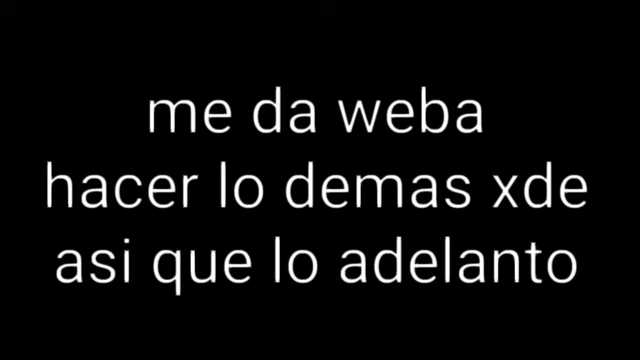 me da weba
hacer lo demas xde
asi que lo adelanto